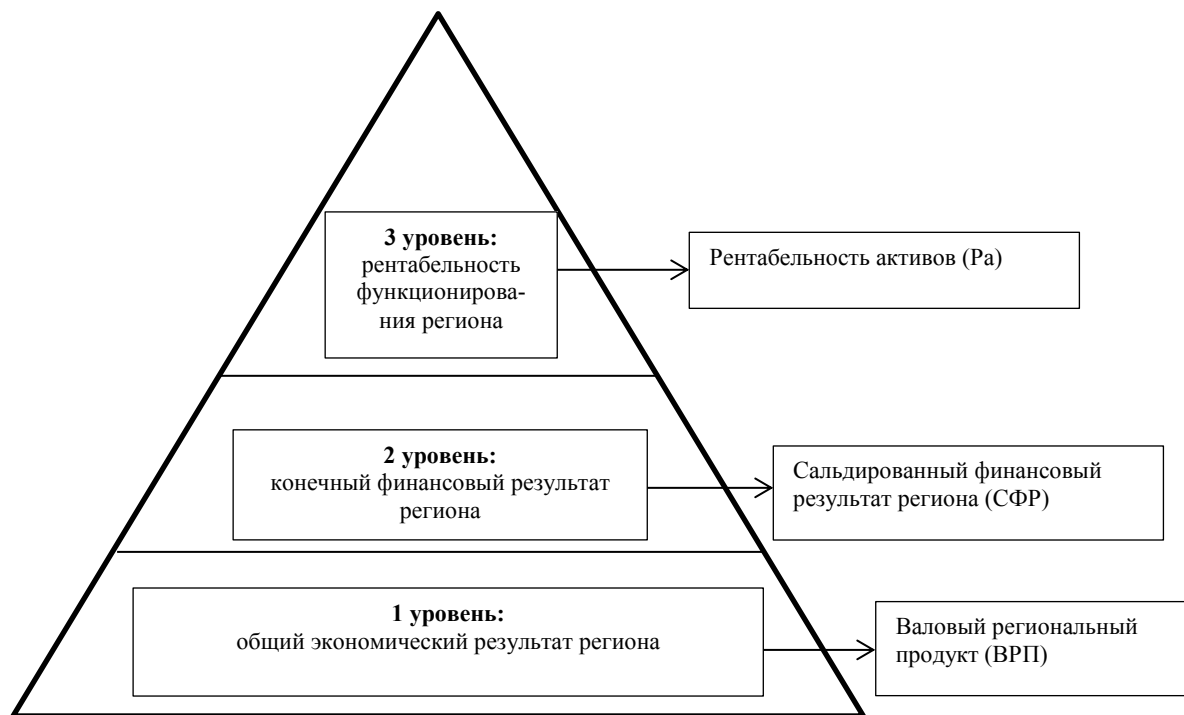 3 уровень:
рентабельность
функционирова-
ния региона
Рентабельность активов (Ра)
2 уровень:
конечный финансовый результат
региона
Сальдированный финансовый
результат региона (СФР)
1 уровень:
общий экономический результат региона
Валовый региональный
продукт (ВРП)